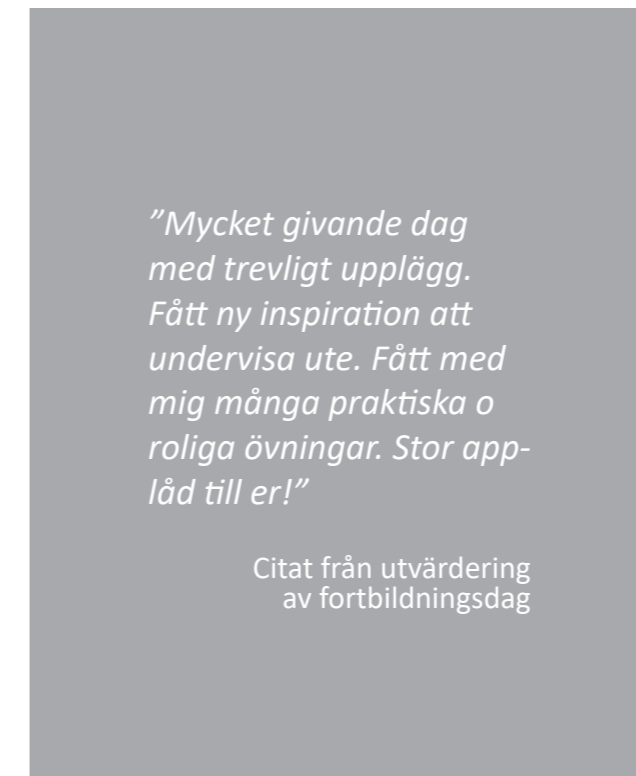 ”Mycket givande dag
med trevligt upplägg.
Fått ny inspiration att
undervisa ute. Fått med
mig många praktiska o
roliga övningar. Stor app-
låd till er!”
Citat från utvärdering
av fortbildningsdag